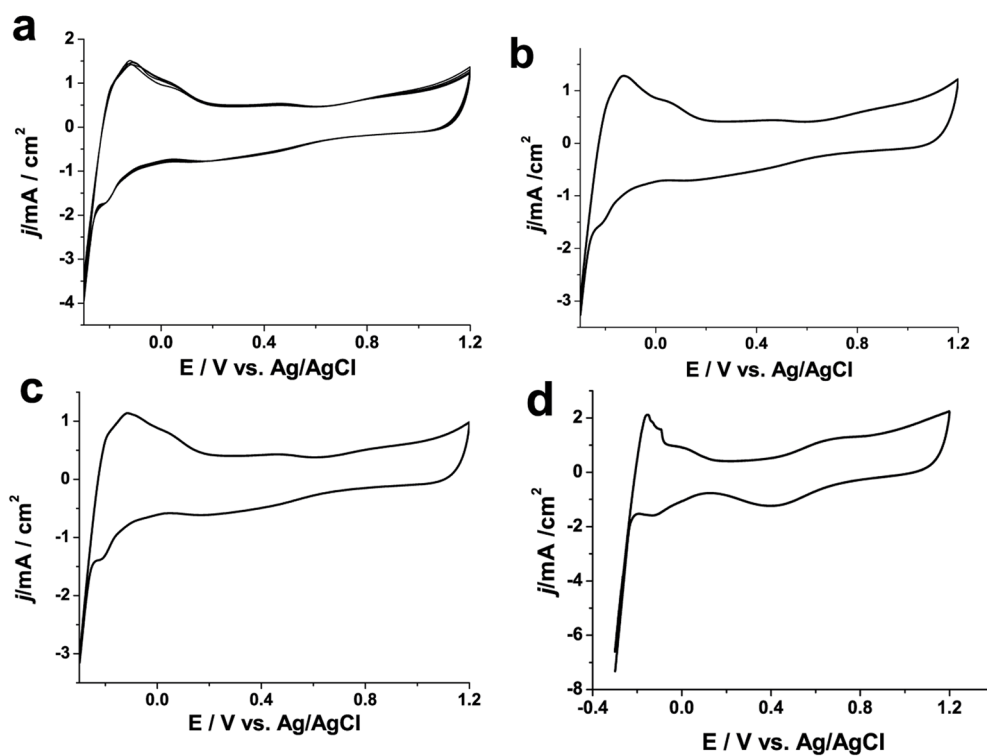 a
2
1
0
-1
-2
-3
-4
j/mA / cm²
0.0 0.4 0.8 1.2
E / V vs. Ag/AgCl
b
1
0
-1
-2
-3
j/mA /cm²
0.0 0.4 0.8 1.2
E / V vs. Ag/AgCl
c
1
0
-1
-2
-3
j/mA /cm²
0.0 0.4 0.8 1.2
E / V vs. Ag/AgCl
d
2
0
-2
-4
-6
-8
j/mA /cm²
-0.4 0.0 0.4 0.8 1.2
E / V vs. Ag/AgCl